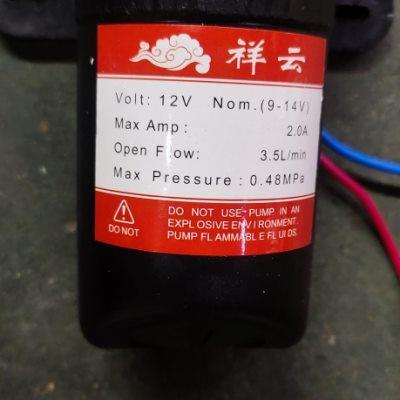 祥云
Volt: 12V Nom.(9-14V)
Max Amp: 2.0A
Open Flow: 3.5L/min
Max Pressure: 0.48MPa
DO NOT USE PUMP IN AN
EXPLOSIVE ENVIRONMENT.
PUMP FLAMMABLE FLUIDS.
DO NOT